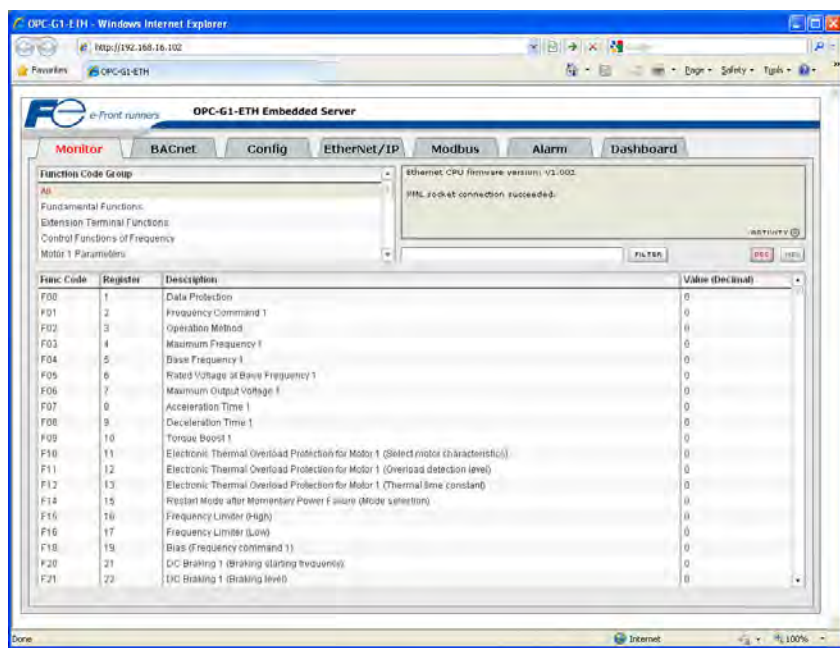 OPC-G1-ETH - Windows Internet Explorer
http://192.168.16.102
Favorites OPC-G1-ETH Page Safety Tools
Fe e-Front runners OPC-G1-ETH Embedded Server
Monitor BACnet Config EtherNet/IP Modbus Alarm Dashboard
Function Code Group
All
Fundamental Functions
Extension Terminal Functions
Control Functions of Frequency
Motor 1 Parameters
Ethernet CPU firmware version: V1.001
XML socket connection succeeded.
ACTIVITY
FILTER DEC HEX
Func Code Register Description Value (Decimal)
F00 1 Data Protection 0
F01 2 Frequency Command 1 0
F02 3 Operation Method 0
F03 4 Maximum Frequency 1 0
F04 5 Base Frequency 1 0
F05 6 Rated Voltage at Base Frequency 1 0
F06 7 Maximum Output Voltage 1 0
F07 8 Acceleration Time 1 0
F08 9 Deceleration Time 1 0
F09 10 Torque Boost 1 0
F10 11 Electronic Thermal Overload Protection for Motor 1 (Select motor characteristics) 0
F11 12 Electronic Thermal Overload Protection for Motor 1 (Overload detection level) 0
F12 13 Electronic Thermal Overload Protection for Motor 1 (Thermal time constant) 0
F14 15 Restart Mode after Momentary Power Failure (Mode selection) 0
F15 16 Frequency Limiter (High) 0
F16 17 Frequency Limiter (Low) 0
F18 19 Bias (Frequency command 1) 0
F20 21 DC Braking 1 (Braking starting frequency) 0
F21 22 DC Braking 1 (Braking level) 0
Done Internet 100%